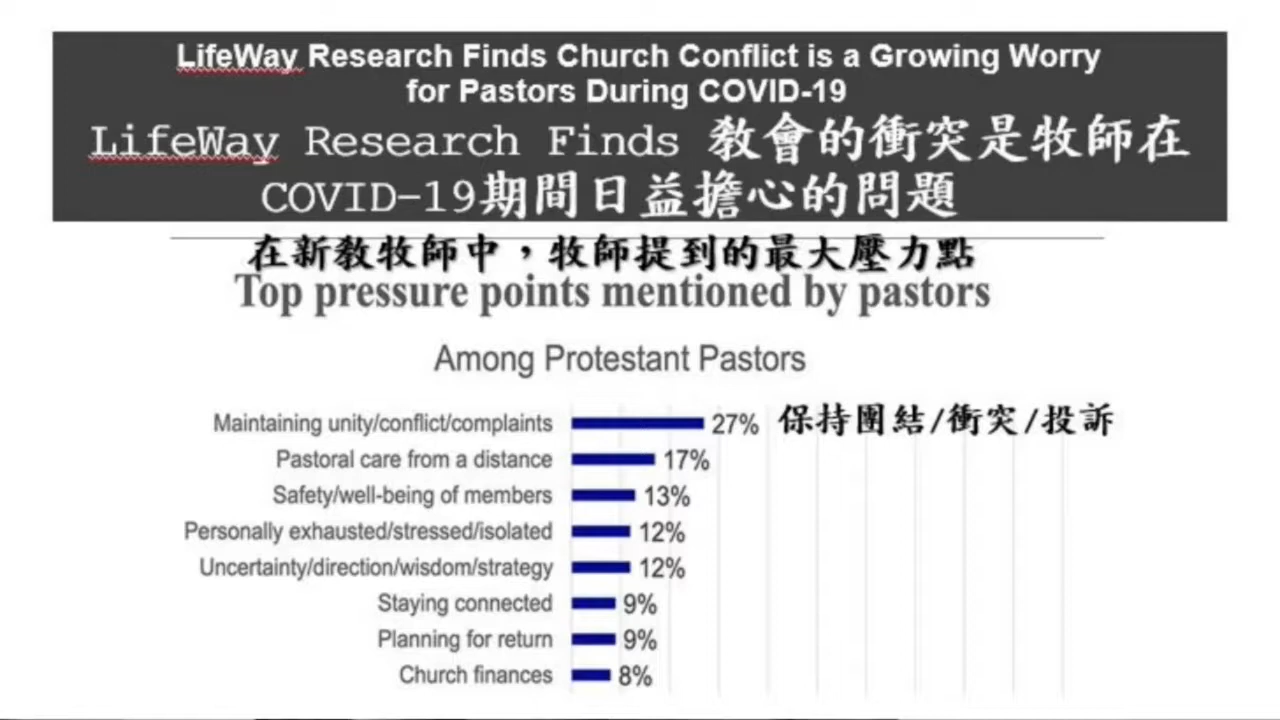 LifeWay Research Finds Church Conflict is a Growing Worry
for Pastors During COVID-19
LifeWay Research Finds 教會的衝突是牧師在
COVID-19期間日益擔心的問題
在新教牧師中，牧師提到的最大壓力點
Top pressure points mentioned by pastors
Among Protestant Pastors
Maintaining unity/conflict/complaints 27% 保持團結/衝突/投訴
Pastoral care from a distance 17%
Safety/well-being of members 13%
Personally exhausted/stressed/isolated 12%
Uncertainty/direction/wisdom/strategy 12%
Staying connected 9%
Planning for return 9%
Church finances 8%